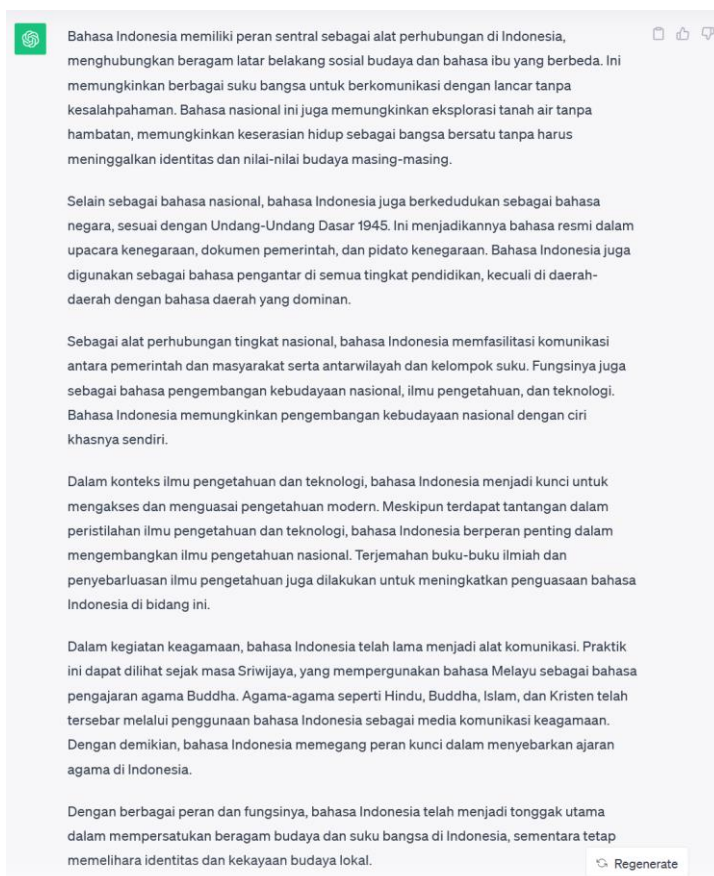 Bahasa Indonesia memiliki peran sentral sebagai alat perhubungan di Indonesia,
menghubungkan beragam latar belakang sosial budaya dan bahasa ibu yang berbeda. Ini
memungkinkan berbagai suku bangsa untuk berkomunikasi dengan lancar tanpa
kesalahpahaman. Bahasa nasional ini juga memungkinkan eksplorasi tanah air tanpa
hambatan, memungkinkan keserasian hidup sebagai bangsa bersatu tanpa harus
meninggalkan identitas dan nilai-nilai budaya masing-masing.
Selain sebagai bahasa nasional, bahasa Indonesia juga berkedudukan sebagai bahasa
negara, sesuai dengan Undang-Undang Dasar 1945. Ini menjadikannya bahasa resmi dalam
upacara kenegaraan, dokumen pemerintah, dan pidato kenegaraan. Bahasa Indonesia juga
digunakan sebagai bahasa pengantar di semua tingkat pendidikan, kecuali di daerah-
daerah dengan bahasa daerah yang dominan.
Sebagai alat perhubungan tingkat nasional, bahasa Indonesia memfasilitasi komunikasi
antara pemerintah dan masyarakat serta antarwilayah dan kelompok suku. Fungsinya juga
sebagai bahasa pengembangan kebudayaan nasional, ilmu pengetahuan, dan teknologi.
Bahasa Indonesia memungkinkan pengembangan kebudayaan nasional dengan ciri
khasnya sendiri.
Dalam konteks ilmu pengetahuan dan teknologi, bahasa Indonesia menjadi kunci untuk
mengakses dan menguasai pengetahuan modern. Meskipun terdapat tantangan dalam
peristilahan ilmu pengetahuan dan teknologi, bahasa Indonesia berperan penting dalam
mengembangkan ilmu pengetahuan nasional. Terjemahan buku-buku ilmiah dan
penyebarluasan ilmu pengetahuan juga dilakukan untuk meningkatkan penguasaan bahasa
Indonesia di bidang ini.
Dalam kegiatan keagamaan, bahasa Indonesia telah lama menjadi alat komunikasi. Praktik
ini dapat dilihat sejak masa Sriwijaya, yang mempergunakan bahasa Melayu sebagai bahasa
pengajaran agama Buddha. Agama-agama seperti Hindu, Buddha, Islam, dan Kristen telah
tersebar melalui penggunaan bahasa Indonesia sebagai media komunikasi keagamaan.
Dengan demikian, bahasa Indonesia memegang peran kunci dalam menyebarkan ajaran
agama di Indonesia.
Dengan berbagai peran dan fungsinya, bahasa Indonesia telah menjadi tonggak utama
dalam mempersatukan beragam budaya dan suku bangsa di Indonesia, sementara tetap
memelihara identitas dan kekayaan budaya lokal.
Regenerate